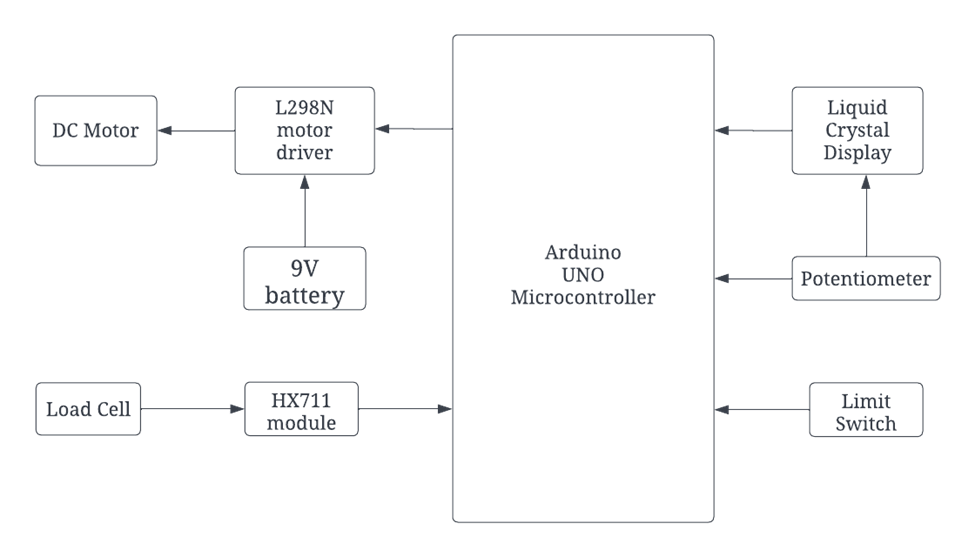 DC Motor
L298N
motor
driver
9V
battery
Load Cell
HX711
module
Arduino
UNO
Microcontroller
Liquid
Crystal
Display
Potentiometer
Limit
Switch